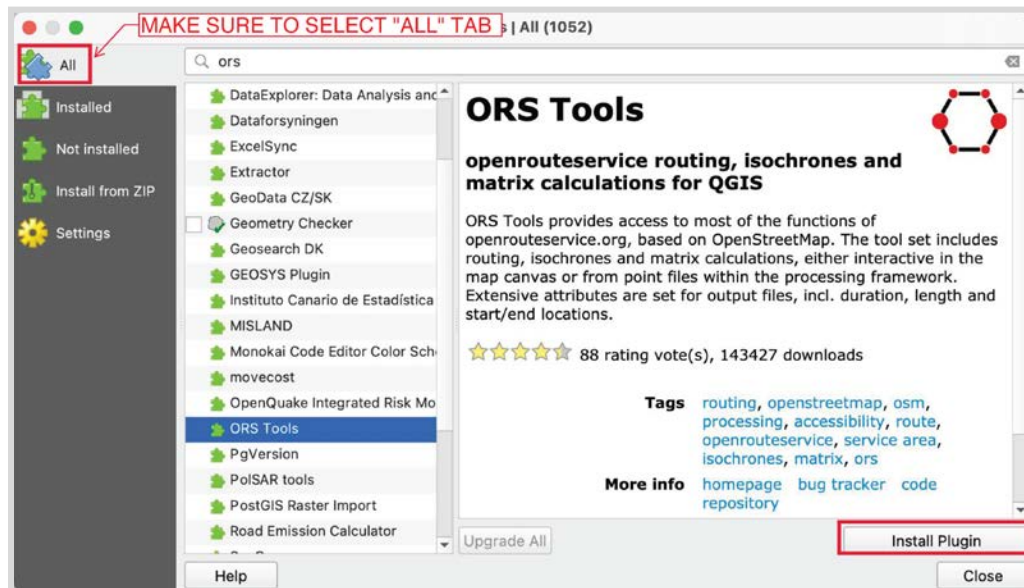 MAKE SURE TO SELECT "ALL" TAB
s | All (1052)
All
ors
Installed
Not installed
Install from ZIP
Settings
DataExplorer: Data Analysis and
Dataforsyningen
ExcelSync
Extractor
GeoData CZ/SK
Geometry Checker
Geosearch DK
GEOSYS Plugin
Instituto Canario de Estadística
MISLAND
Monokai Code Editor Color Sch
movecost
OpenQuake Integrated Risk Mo
ORS Tools
PgVersion
PolSAR tools
PostGIS Raster Import
Road Emission Calculator
ORS Tools
openrouteservice routing, isochrones and
matrix calculations for QGIS
ORS Tools provides access to most of the functions of
openrouteservice.org, based on OpenStreetMap. The tool set includes
routing, isochrones and matrix calculations, either interactive in the
map canvas or from point files within the processing framework.
Extensive attributes are set for output files, incl. duration, length and
start/end locations.
88 rating vote(s), 143427 downloads
Tags routing, openstreetmap, osm,
processing, accessibility, route,
openrouteservice, service area,
isochrones, matrix, ors
More info homepage bug tracker code
repository
Upgrade All
Install Plugin
Help
Close